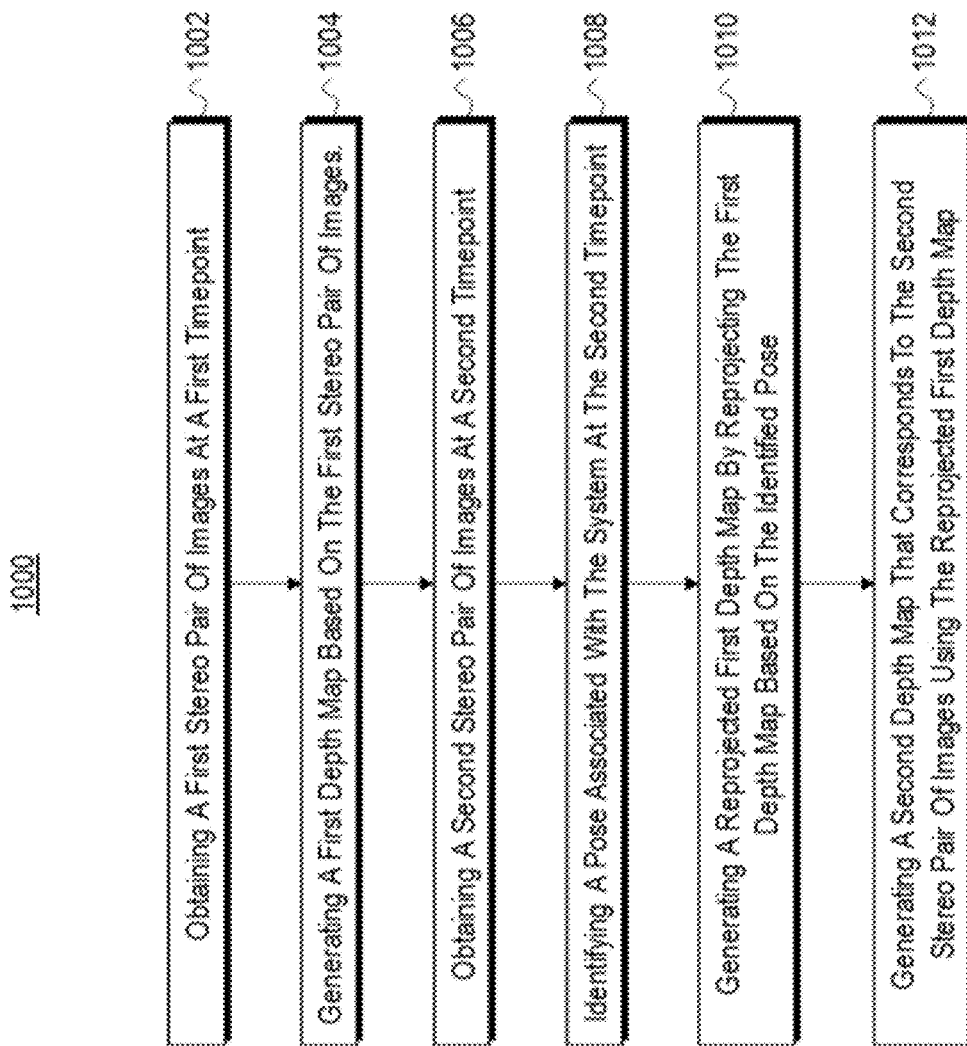 1000
Obtaining A First Stereo Pair Of Images At A First Timepoint
1002
Generating A First Depth Map Based On The First Stereo Pair Of Images.
1004
Obtaining A Second Stereo Pair Of Images At A Second Timepoint
1006
Identifying A Pose Associated With The System At The Second Timepoint
1008
Generating A Reprojected First Depth Map By Reprojecting The First
Depth Map Based On The Identified Pose
1010
Generating A Second Depth Map That Corresponds To The Second
Stereo Pair Of Images Using The Reprojected First Depth Map
1012